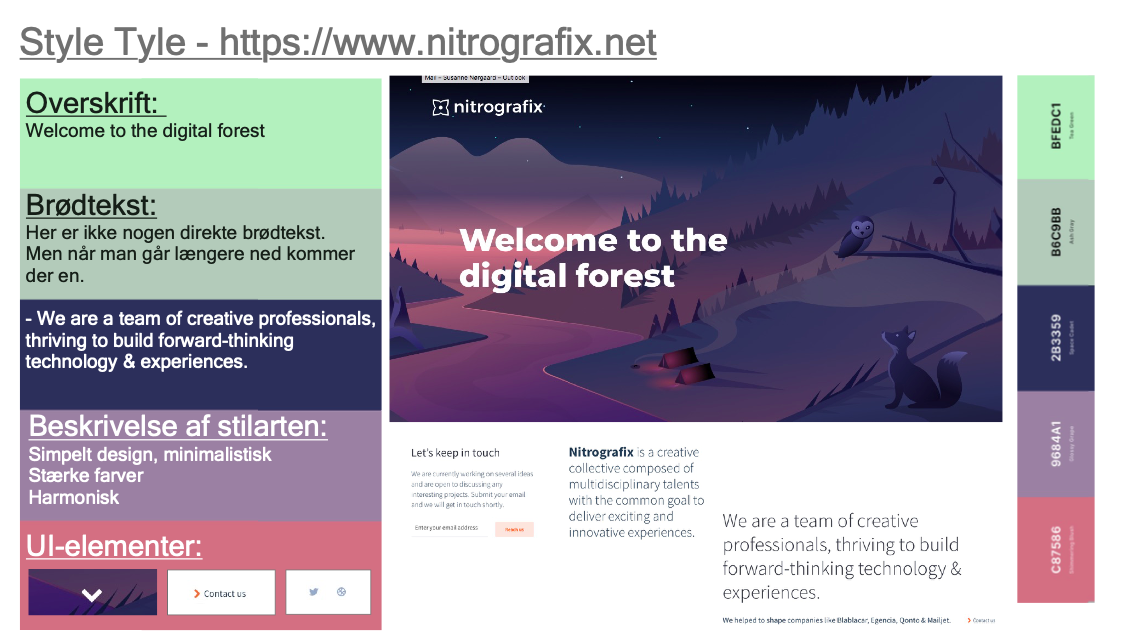 Style Tyle - https://www.nitrografix.net
Overskrift:
Welcome to the digital forest
Brødtekst:
Her er ikke nogen direkte brødtekst.
Men når man går længere ned kommer
der en.
- We are a team of creative professionals,
thriving to build forward-thinking
technology & experiences.
Beskrivelse af stilarten:
Simpelt design, minimalistisk
Stærke farver
Harmonisk
UI-elementer:
Contact us
Mail – Susanne Nørgaard – Outlook
nitrografix
Welcome to the
digital forest
Let's keep in touch
We are currently working on several ideas
and are open to discussing any
interesting projects. Submit your email
and we will get in touch shortly.
Enter your email address
Nitrografix is a creative
collective composed of
multidisciplinary talents
with the common goal to
deliver exciting and
innovative experiences.
We are a team of creative
professionals, thriving to build
forward-thinking technology &
experiences.
We helped to shape companies like Blablacar, Egencia, Qonto & Mailjet.
Contact us
BFEDC1
Tea Green
B6C9BB
Ash Gray
2B3359
Space Cadet
9684A1
C87586